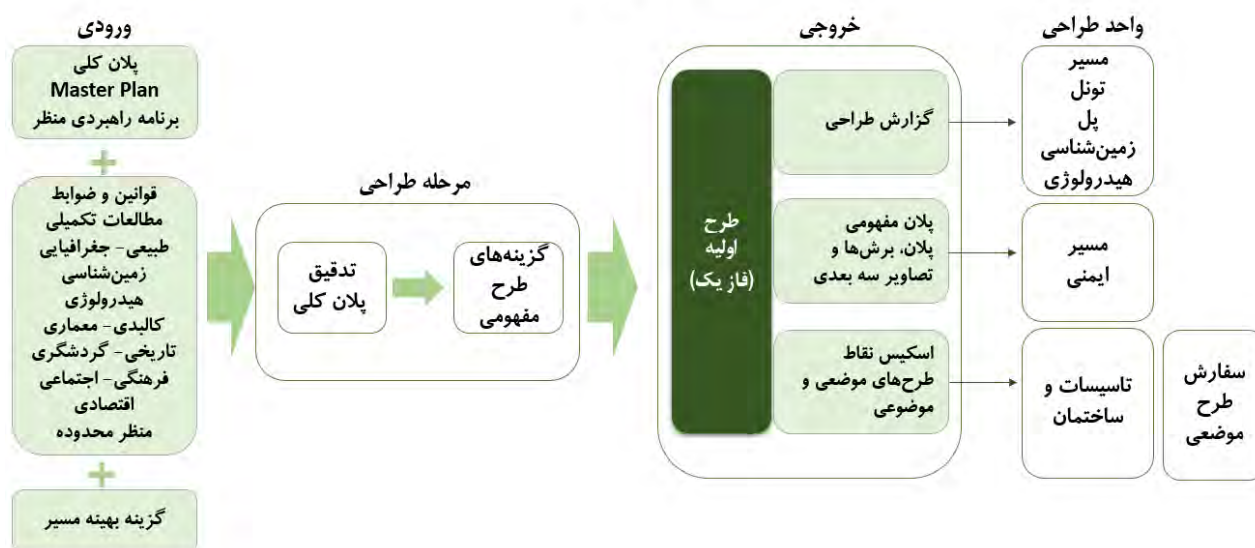 ورودی
پلان کلی
Master Plan
برنامه راهبردی منظر
+
قوانین و ضوابط
مطالعات تکمیلی
طبیعی- جغرافیایی
زمین‌شناسی
هیدرولوژی
کالبدی- معماری
تاریخی- گردشگری
فرهنگی- اجتماعی
اقتصادی
منظر محدوده
+
گزینه بهینه مسیر
مرحله طراحی
تدقیق
پلان کلی
گزینه‌های
طرح
مفهومی
خروجی
طرح
اولیه
(فاز یک)
گزارش طراحی
پلان مفهومی
پلان، برش‌ها و
تصاویر سه بعدی
اسکیس نقاط
طرح‌های موضعی و
موضوعی
واحد طراحی
مسیر
تونل
پل
زمین‌شناسی
هیدرولوژی
مسیر
ایمنی
تاسیسات و
ساختمان
سفارش
طرح
موضعی